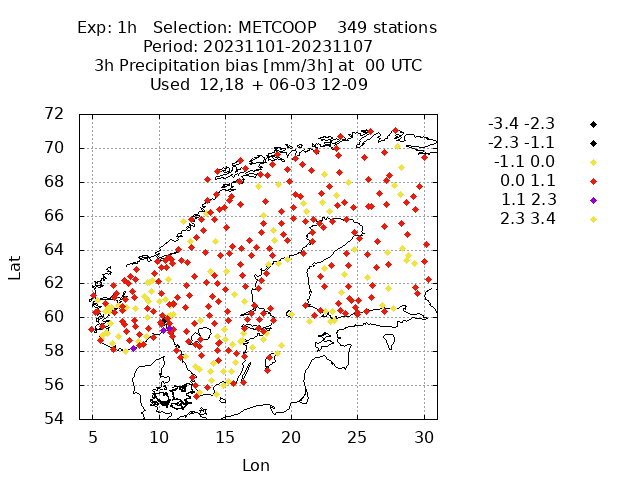 Exp: 1h   Selection: METCOOP    349 stations
Period: 20231101-20231107
3h Precipitation bias [mm/3h] at  00 UTC
Used 12,18 + 06-03 12-09
72
70
68
66
64
62
60
58
56
54
Lat
5 10 15 20 25 30
Lon
-3.4 -2.3
-2.3 -1.1
-1.1 0.0
0.0 1.1
1.1 2.3
2.3 3.4